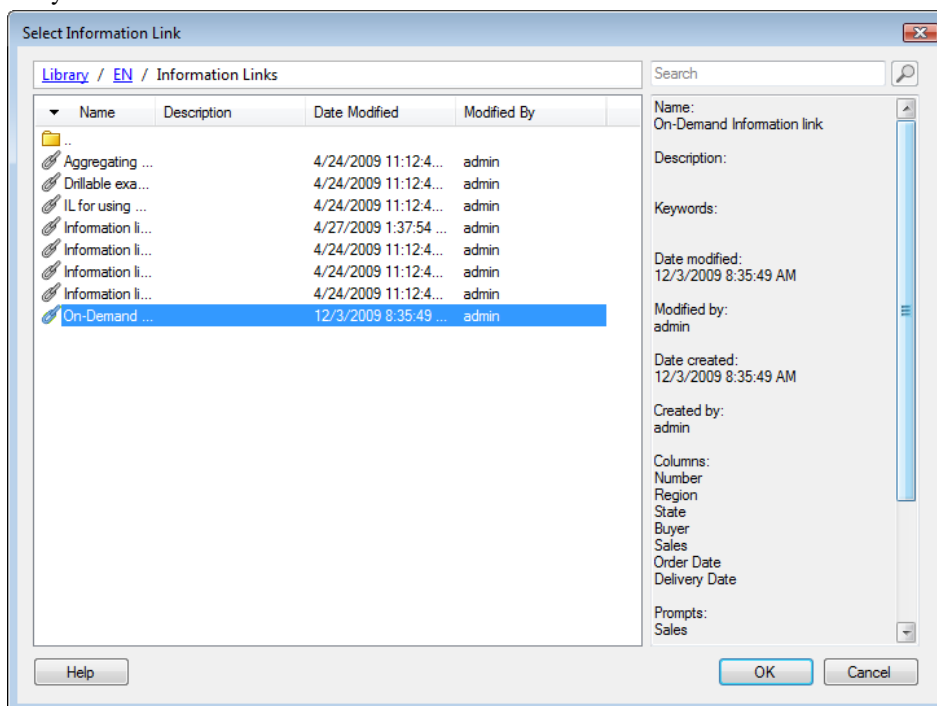 Select Information Link
Library / EN / Information Links
Search
Name Description Date Modified Modified By
..
Aggregating ... 4/24/2009 11:12:4... admin
Drillable exa... 4/24/2009 11:12:4... admin
IL for using ... 4/24/2009 11:12:4... admin
Information li... 4/27/2009 1:37:54 ... admin
Information li... 4/24/2009 11:12:4... admin
Information li... 4/24/2009 11:12:4... admin
Information li... 4/24/2009 11:12:4... admin
On-Demand ... 12/3/2009 8:35:49 ... admin
Name:
On-Demand Information link
Description:
Keywords:
Date modified:
12/3/2009 8:35:49 AM
Modified by:
admin
Date created:
12/3/2009 8:35:49 AM
Created by:
admin
Columns:
Number
Region
State
Buyer
Sales
Order Date
Delivery Date
Prompts:
Sales
Help
OK
Cancel